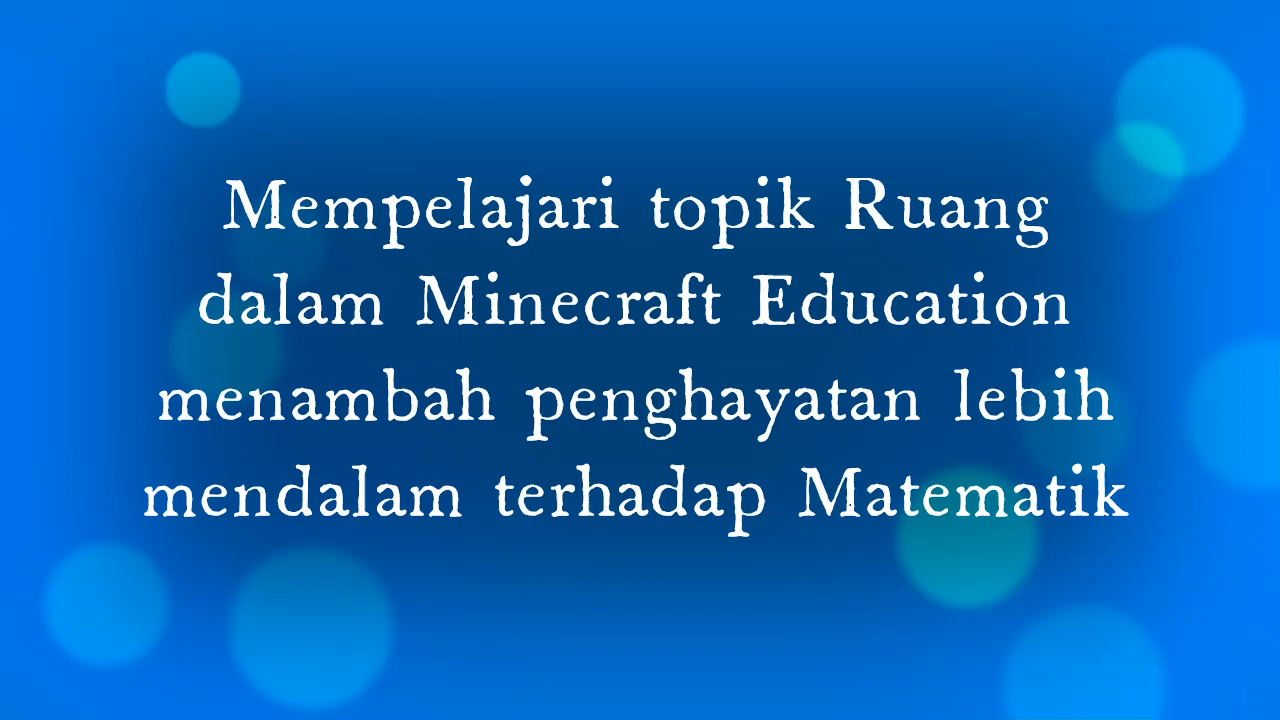 Mempelajari topik Ruang
dalam Minecraft Education
menambah penghayatan lebih
mendalam terhadap Matematik